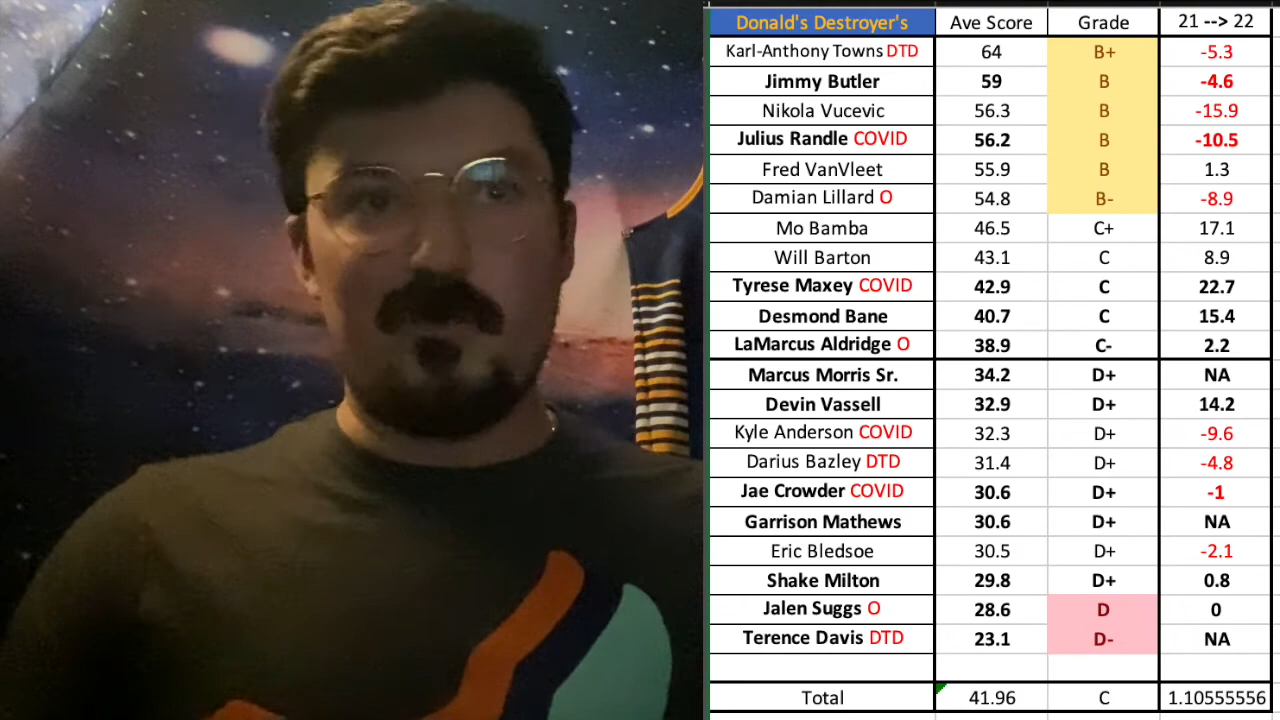 Donald's Destroyer's Ave Score Grade 21 --> 22
Karl-Anthony Towns DTD 64 B+ -5.3
Jimmy Butler 59 B -4.6
Nikola Vucevic 56.3 B -15.9
Julius Randle COVID 56.2 B -10.5
Fred VanVleet 55.9 B 1.3
Damian Lillard O 54.8 B- -8.9
Mo Bamba 46.5 C+ 17.1
Will Barton 43.1 C 8.9
Tyrese Maxey COVID 42.9 C 22.7
Desmond Bane 40.7 C 15.4
LaMarcus Aldridge O 38.9 C- 2.2
Marcus Morris Sr. 34.2 D+ NA
Devin Vassell 32.9 D+ 14.2
Kyle Anderson COVID 32.3 D+ -9.6
Darius Bazley DTD 31.4 D+ -4.8
Jae Crowder COVID 30.6 D+ -1
Garrison Mathews 30.6 D+ NA
Eric Bledsoe 30.5 D+ -2.1
Shake Milton 29.8 D+ 0.8
Jalen Suggs O 28.6 D 0
Terence Davis DTD 23.1 D- NA
Total 41.96 C 1.10555556